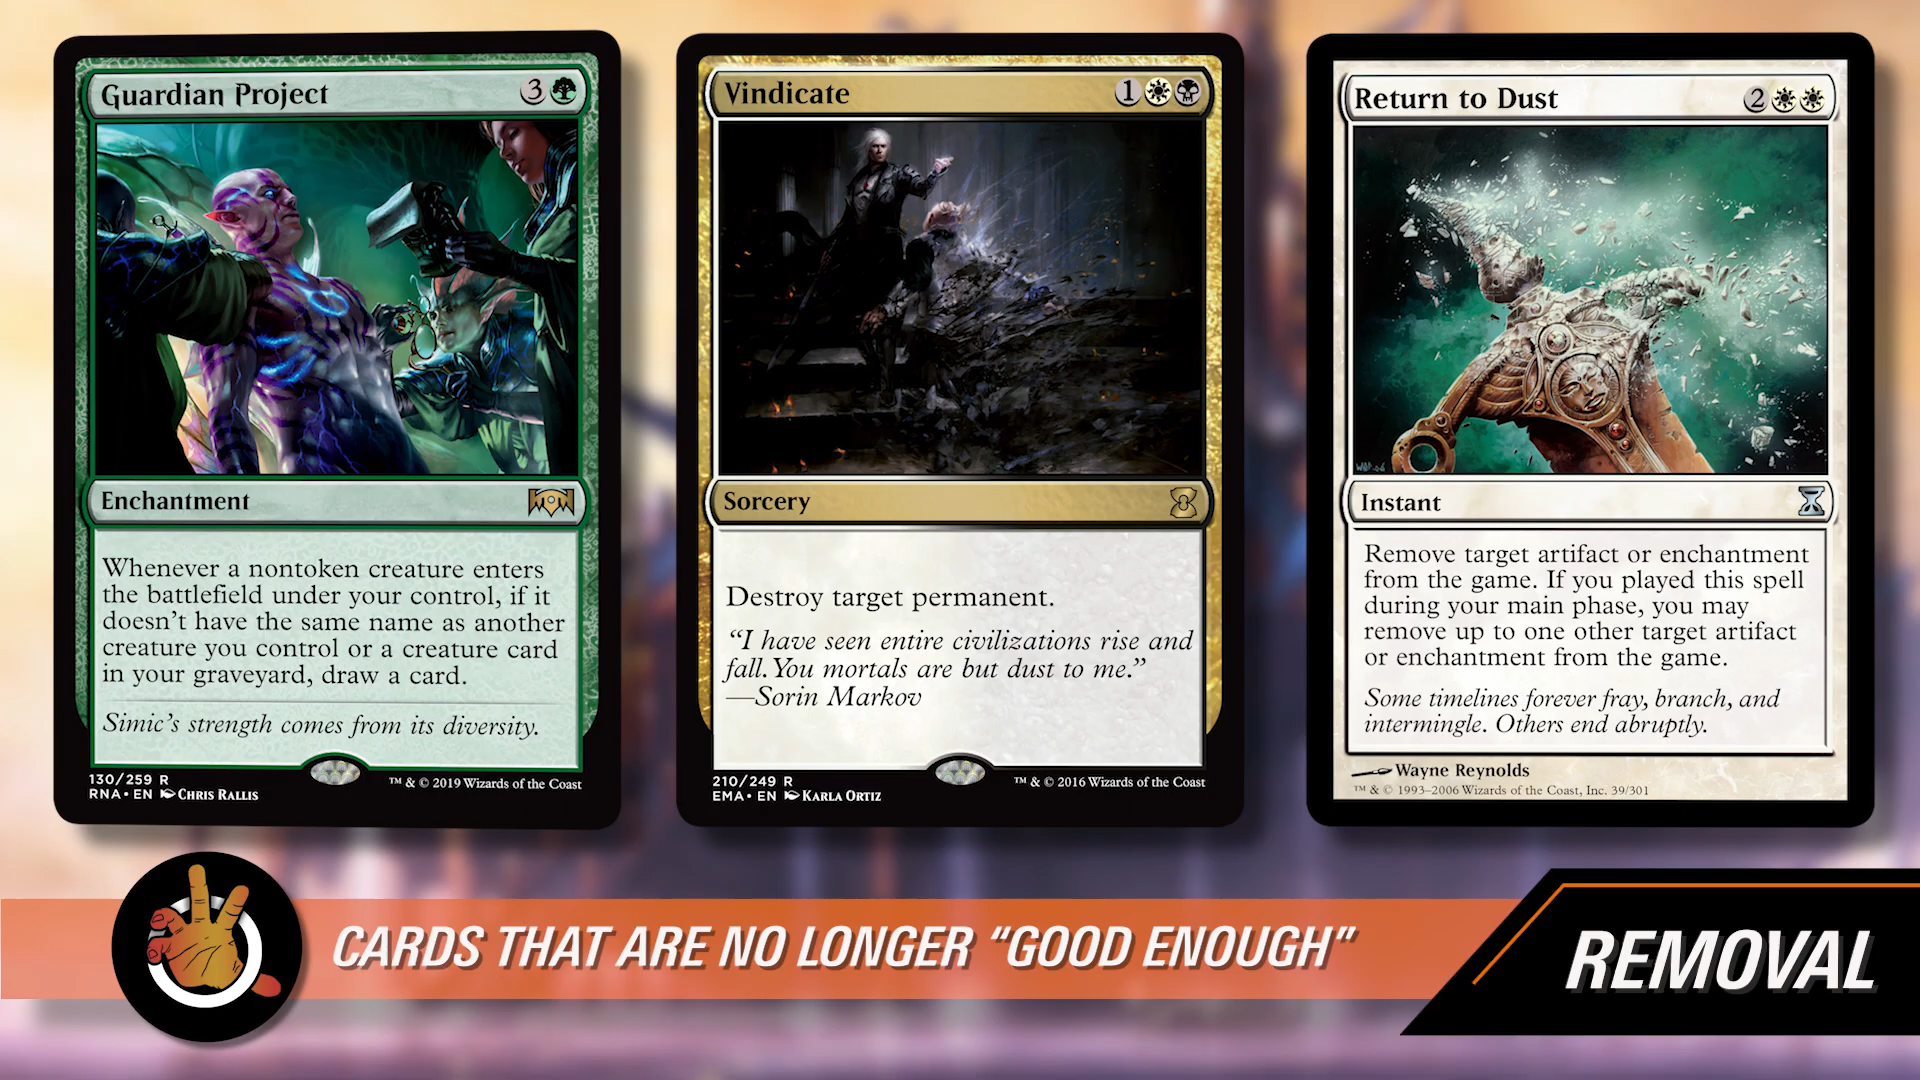 Guardian Project 3
Enchantment
Whenever a nontoken creature enters
the battlefield under your control, if it
doesn't have the same name as another
creature you control or a creature card
in your graveyard, draw a card.
Simic's strength comes from its diversity.
130/259 R
RNA • EN Chris Rallis
™ & © 2019 Wizards of the Coast
Vindicate 1
Sorcery
Destroy target permanent.
“I have seen entire civilizations rise and
fall. You mortals are but dust to me.”
—Sorin Markov
210/249 R
EMA • EN Karla Ortiz
™ & © 2016 Wizards of the Coast
Return to Dust 2
Instant
Remove target artifact or enchantment
from the game. If you played this spell
during your main phase, you may
remove up to one other target artifact
or enchantment from the game.
Some timelines forever fray, branch, and
intermingle. Others end abruptly.
Wayne Reynolds
™ & © 1993–2006 Wizards of the Coast, Inc. 39/301
CARDS THAT ARE NO LONGER “GOOD ENOUGH”
REMOVAL